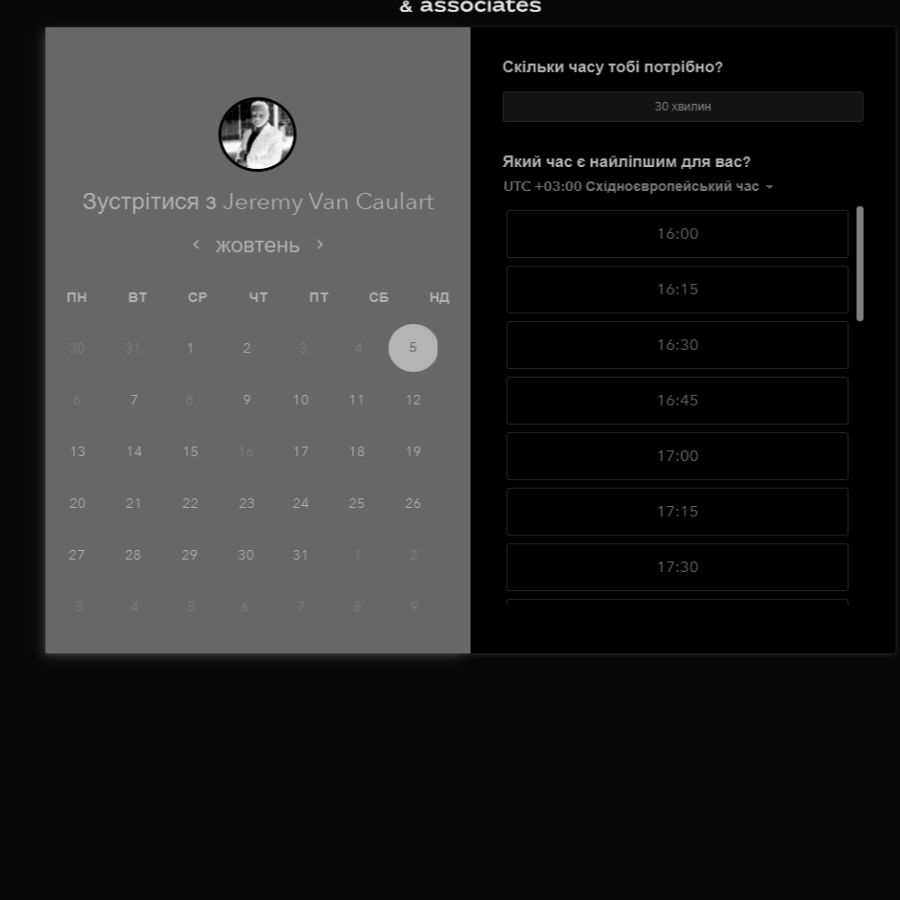 & associates
Зустрітися з Jeremy Van Caulart
жовтень
ПН ВТ СР ЧТ ПТ СБ НД
30 31 1 2 3 4 5
6 7 8 9 10 11 12
13 14 15 16 17 18 19
20 21 22 23 24 25 26
27 28 29 30 31 1 2
3 4 5 6 7 8 9
Скільки часу тобі потрібно?
30 хвилин
Який час є найліпшим для вас?
UTC +03:00 Східноєвропейський час
16:00
16:15
16:30
16:45
17:00
17:15
17:30